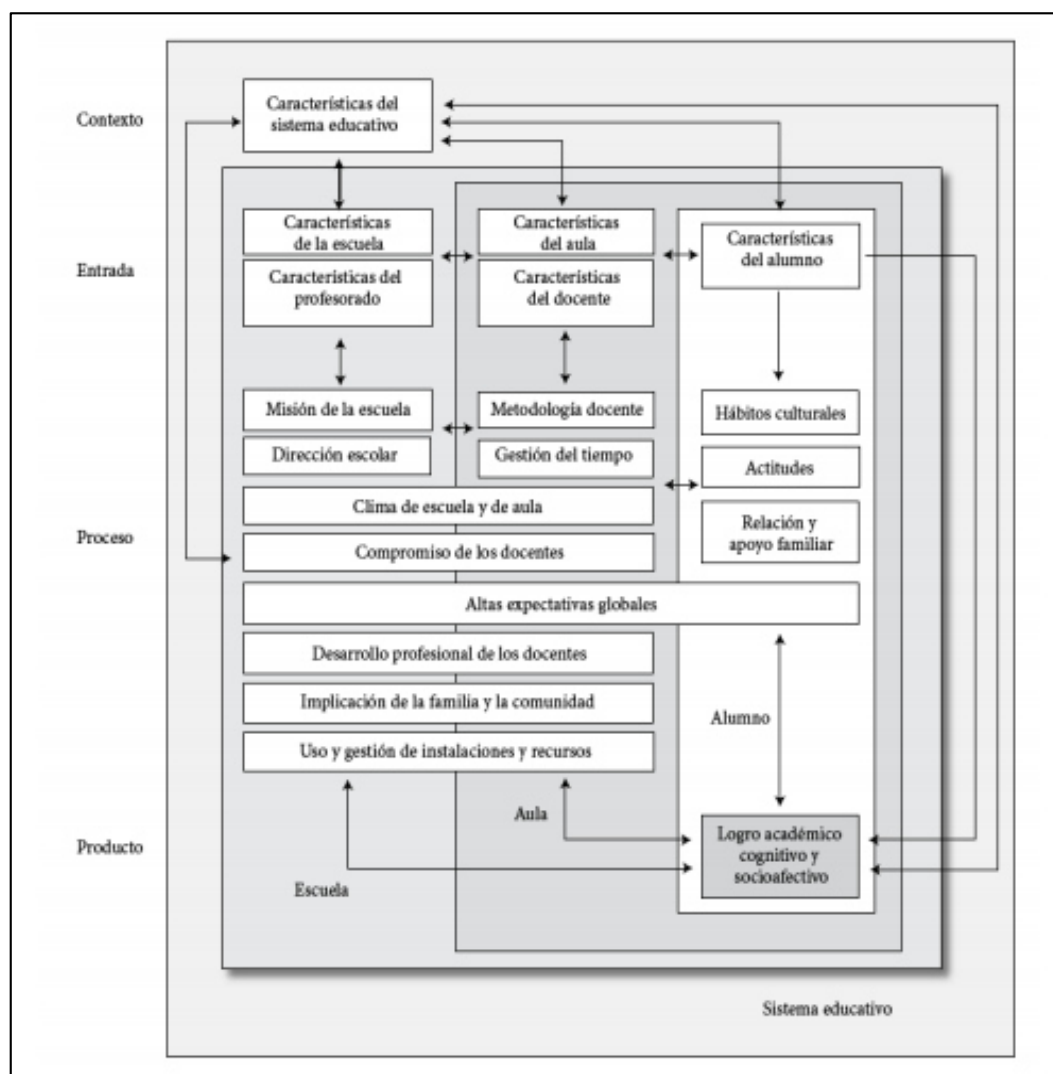 Contexto
Características del
sistema educativo
Entrada
Características
de la escuela
Características del
profesorado
Características
del aula
Características
del docente
Características
del alumno
Proceso
Misión de la escuela
Dirección escolar
Metodología docente
Gestión del tiempo
Hábitos culturales
Actitudes
Relación y
apoyo familiar
Clima de escuela y de aula
Compromiso de los docentes
Altas expectativas globales
Desarrollo profesional de los docentes
Implicación de la familia y la comunidad
Uso y gestión de instalaciones y recursos
Alumno
Aula
Escuela
Producto
Logro académico
cognitivo y
socioafectivo
Sistema educativo